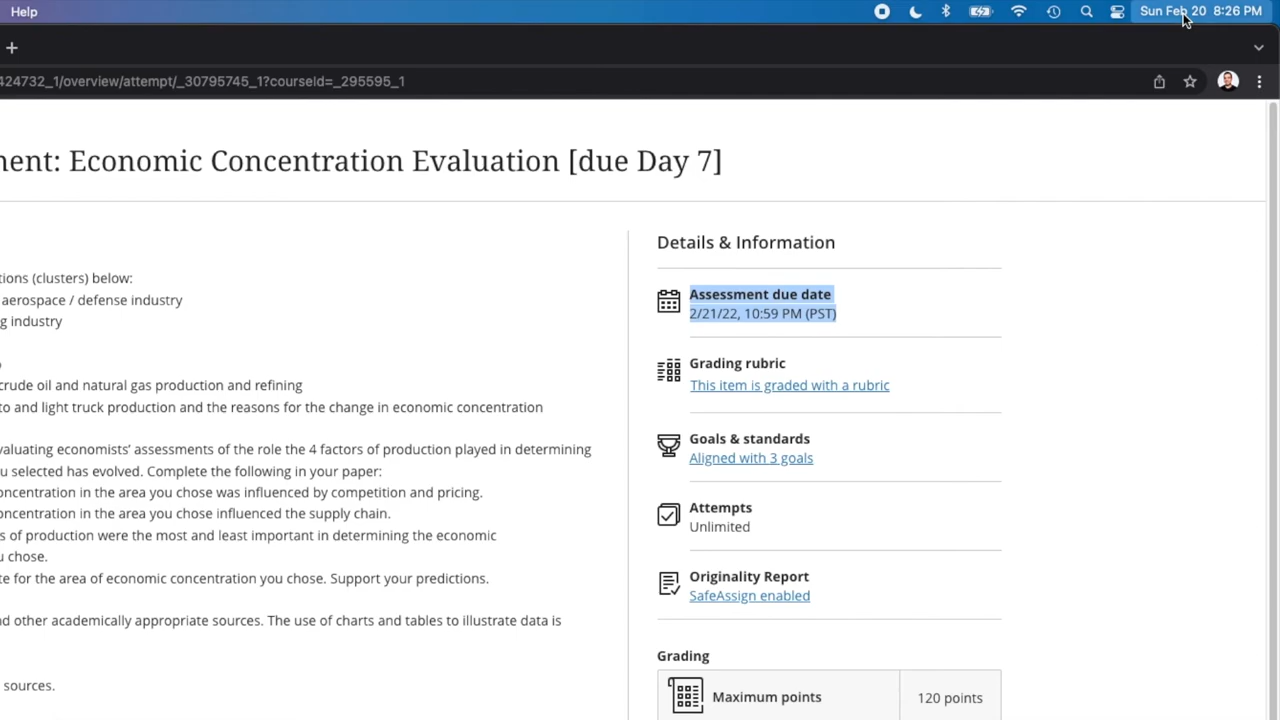 Help
Sun Feb 20 8:26 PM
424732_1/overview/attempt/_30795745_1?courseId=_295595_1
nent: Economic Concentration Evaluation [due Day 7]
tions (clusters) below:
aerospace / defense industry
g industry
crude oil and natural gas production and refining
to and light truck production and the reasons for the change in economic concentration
valuating economists' assessments of the role the 4 factors of production played in determining
u selected has evolved. Complete the following in your paper:
oncentration in the area you chose was influenced by competition and pricing.
oncentration in the area you chose influenced the supply chain.
s of production were the most and least important in determining the economic
u chose.
te for the area of economic concentration you chose. Support your predictions.
nd other academically appropriate sources. The use of charts and tables to illustrate data is
sources.
Details & Information
Assessment due date
2/21/22, 10:59 PM (PST)
Grading rubric
This item is graded with a rubric
Goals & standards
Aligned with 3 goals
Attempts
Unlimited
Originality Report
SafeAssign enabled
Grading
Maximum points
120 points